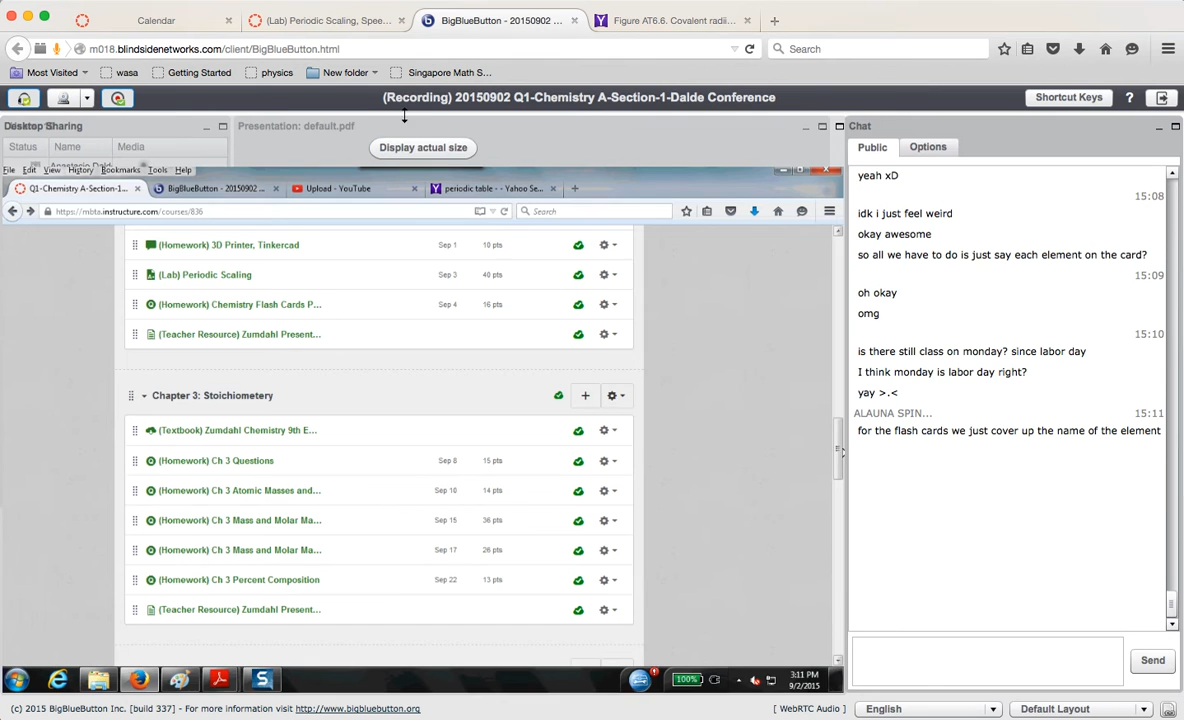 Calendar
(Lab) Periodic Scaling, Spee...
BigBlueButton - 20150902 ...
Figure AT6.6. Covalent radii...
m018.blindsidenetworks.com/client/BigBlueButton.html
Search
Most Visited
wasa
Getting Started
physics
New folder
Singapore Math S...
(Recording) 20150902 Q1-Chemistry A-Section-1-Dalde Conference
Shortcut Keys
?
Desktop Sharing
Presentation: default.pdf
Chat
Status
Name
Media
Display actual size
Public
Options
File Edit View History Bookmarks Tools Help
Q1-Chemistry A-Section-1...
BigBlueButton - 20150902 ...
Upload - YouTube
periodic table - - Yahoo Se...
https://mbta.instructure.com/courses/836
Search
(Homework) 3D Printer, Tinkercad Sep 1 10 pts
(Lab) Periodic Scaling Sep 3 40 pts
(Homework) Chemistry Flash Cards P... Sep 4 16 pts
(Teacher Resource) Zumdahl Present...
Chapter 3: Stoichiometery
(Textbook) Zumdahl Chemistry 9th E...
(Homework) Ch 3 Questions Sep 8 15 pts
(Homework) Ch 3 Atomic Masses and... Sep 10 14 pts
(Homework) Ch 3 Mass and Molar Ma... Sep 15 36 pts
(Homework) Ch 3 Mass and Molar Ma... Sep 17 26 pts
(Homework) Ch 3 Percent Composition Sep 22 13 pts
(Teacher Resource) Zumdahl Present...
yeah xD
15:08
idk i just feel weird
okay awesome
so all we have to do is just say each element on the card?
15:09
oh okay
omg
15:10
is there still class on monday? since labor day
I think monday is labor day right?
yay >.<
ALAUNA SPIN... 15:11
for the flash cards we just cover up the name of the element
Send
100%
3:11 PM
9/2/2015
(c) 2015 BigBlueButton Inc. [build 337] - For more information visit http://www.bigbluebutton.org
[ WebRTC Audio ]
English
Default Layout